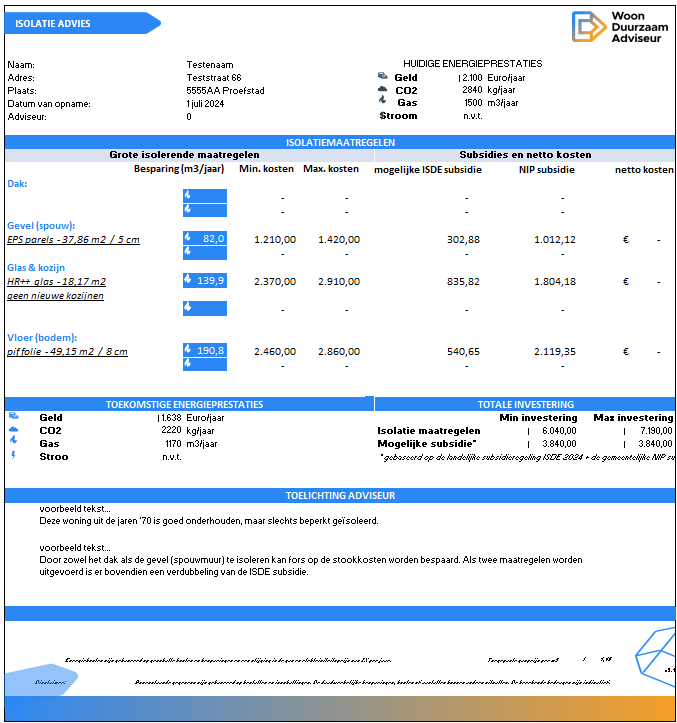 ISOLATIE ADVIES
Woon
Duurzaam
Adviseur
Naam: Testenaam
Adres: Teststraat 66
Plaats: 5555AA Proefstad
Datum van opname: 1 juli 2024
Adviseur: 0
HUIDIGE ENERGIEPRESTATIES
Geld 2.100 Euro/jaar
CO2 2840 kg/jaar
Gas 1500 m3/jaar
Stroom n.v.t.
ISOLATIEMAATREGELEN
Grote isolerende maatregelen Subsidies en netto kosten
Besparing (m3/jaar) Min. kosten Max. kosten mogelijke ISDE subsidie NIP subsidie netto kosten
Dak:
- - - -
- - - -
Gevel (spouw):
EPS parels - 37,86 m2 / 5 cm 82,0 1.210,00 1.420,00 302,88 1.012,12 € -
- - - -
Glas & kozijn
HR++ glas - 18,17 m2 139,9 2.370,00 2.910,00 835,82 1.804,18 € -
geen nieuwe kozijnen
- - - -
Vloer (bodem):
pif folie - 49,15 m2 / 8 cm 190,8 2.460,00 2.860,00 540,65 2.119,35 € -
- - - -
TOEKOMSTIGE ENERGIEPRESTATIES
Geld 1.638 Euro/jaar
CO2 2220 kg/jaar
Gas 1170 m3/jaar
Stroo n.v.t.
TOTALE INVESTERING
Min investering Max investering
Isolatie maatregelen 6.040,00 7.190,00
Mogelijke subsidie* 3.840,00 3.840,00
* gebaseerd op de landelijke subsidieregeling ISDE 2024 + de gemeentelijke NIP su
TOELICHTING ADVISEUR
voorbeeld tekst...
Deze woning uit de jaren '70 is goed onderhouden, maar slechts beperkt geïsoleerd.
voorbeeld tekst...
Door zowel het dak als de gevel (spouwmuur) te isoleren kan fors op de stookkosten worden bespaard. Als twee maatregelen worden
uitgevoerd is er bovendien een verdubbeling van de ISDE subsidie.
Disclaimer: